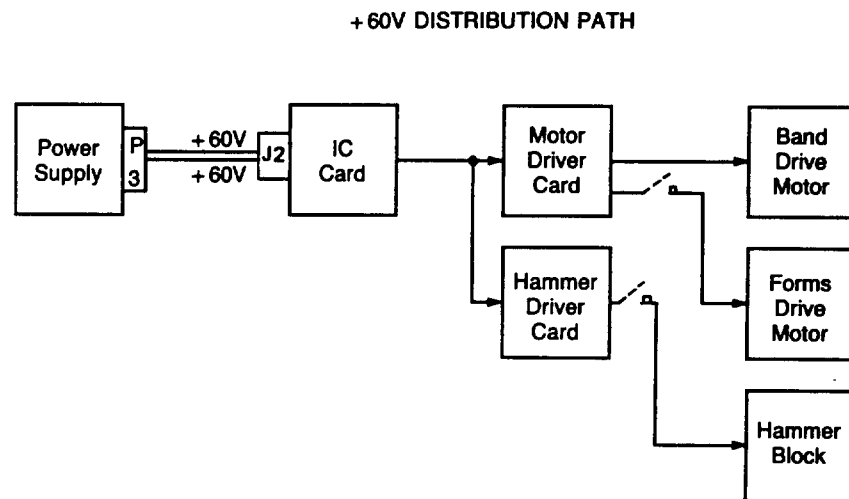 +60V DISTRIBUTION PATH
Power
Supply
P
3
+60V
+60V
J2
IC
Card
Motor
Driver
Card
Band
Drive
Motor
Hammer
Driver
Card
Forms
Drive
Motor
Hammer
Block